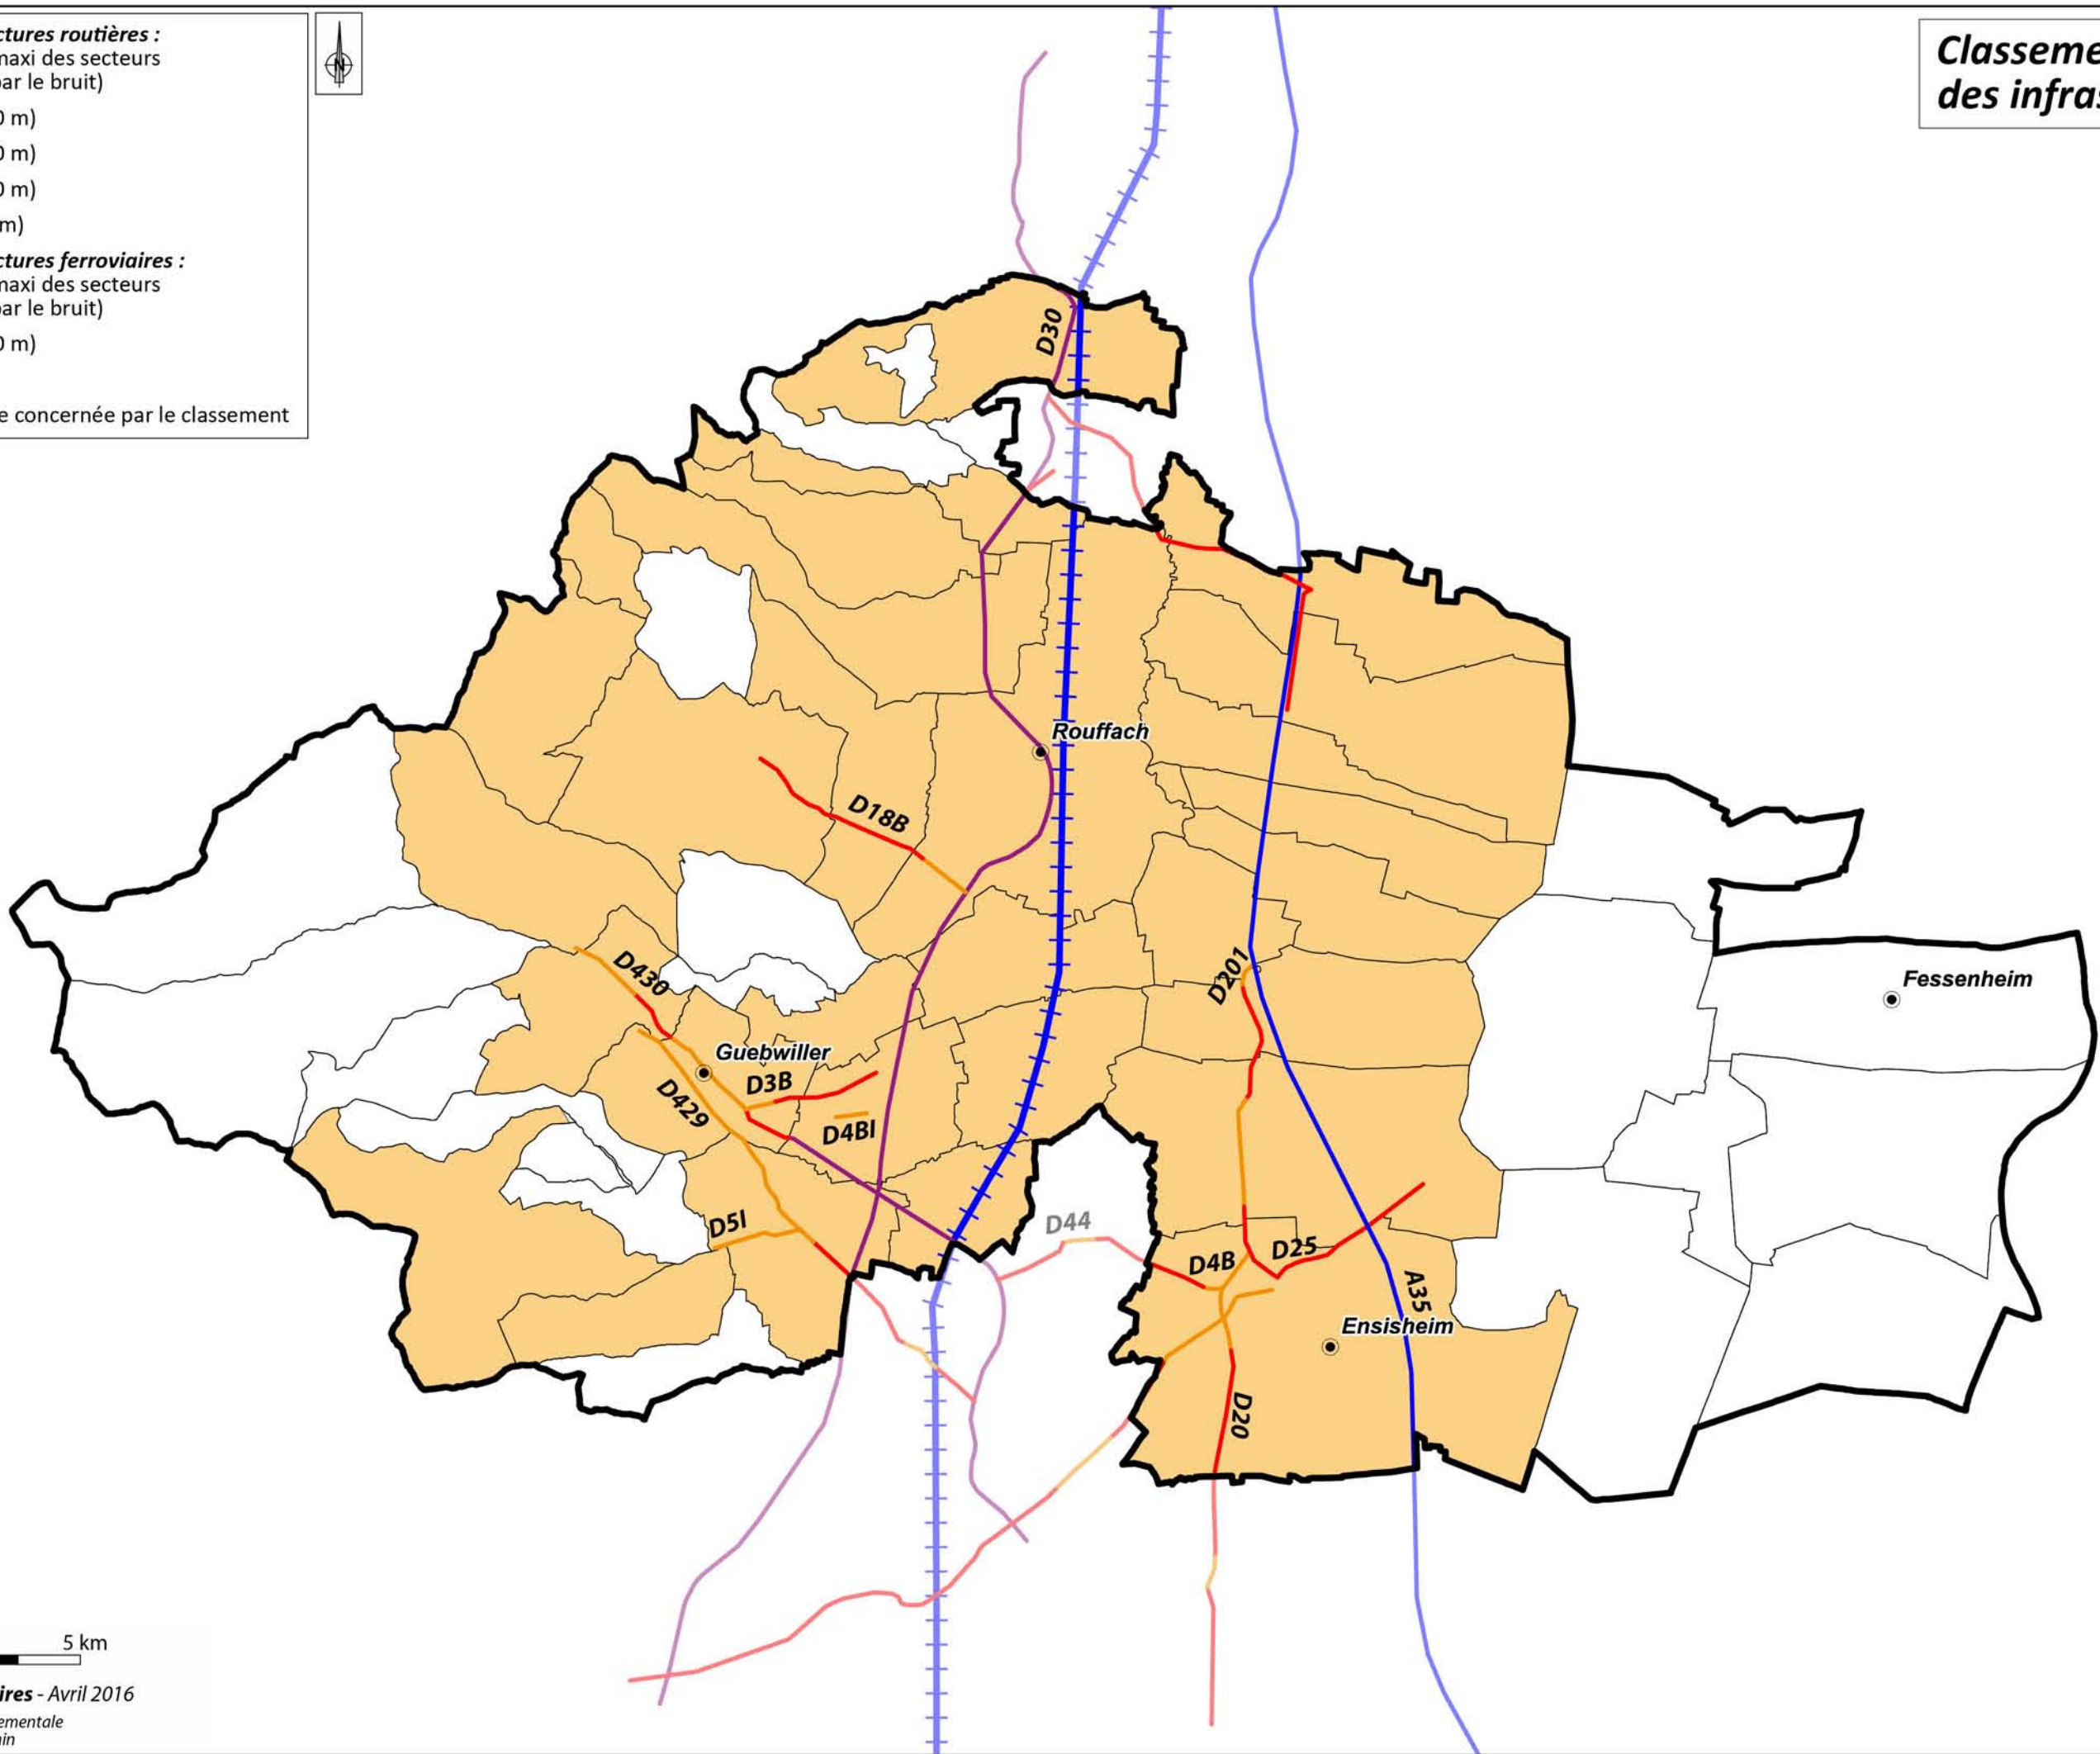 ctures routières :
maxi des secteurs
par le bruit)
0 m)
0 m)
0 m)
m)
ctures ferroviaires :
maxi des secteurs
par le bruit)
0 m)
e concernée par le classement
N
Classeme
des infras
D30
Rouffach
D18B
D201
Fessenheim
D430
Guebwiller
D3B
D429
D4BI
D5I
D44
D4B
D25
A35
Ensisheim
D20
5 km
ires - Avril 2016
ementale
in